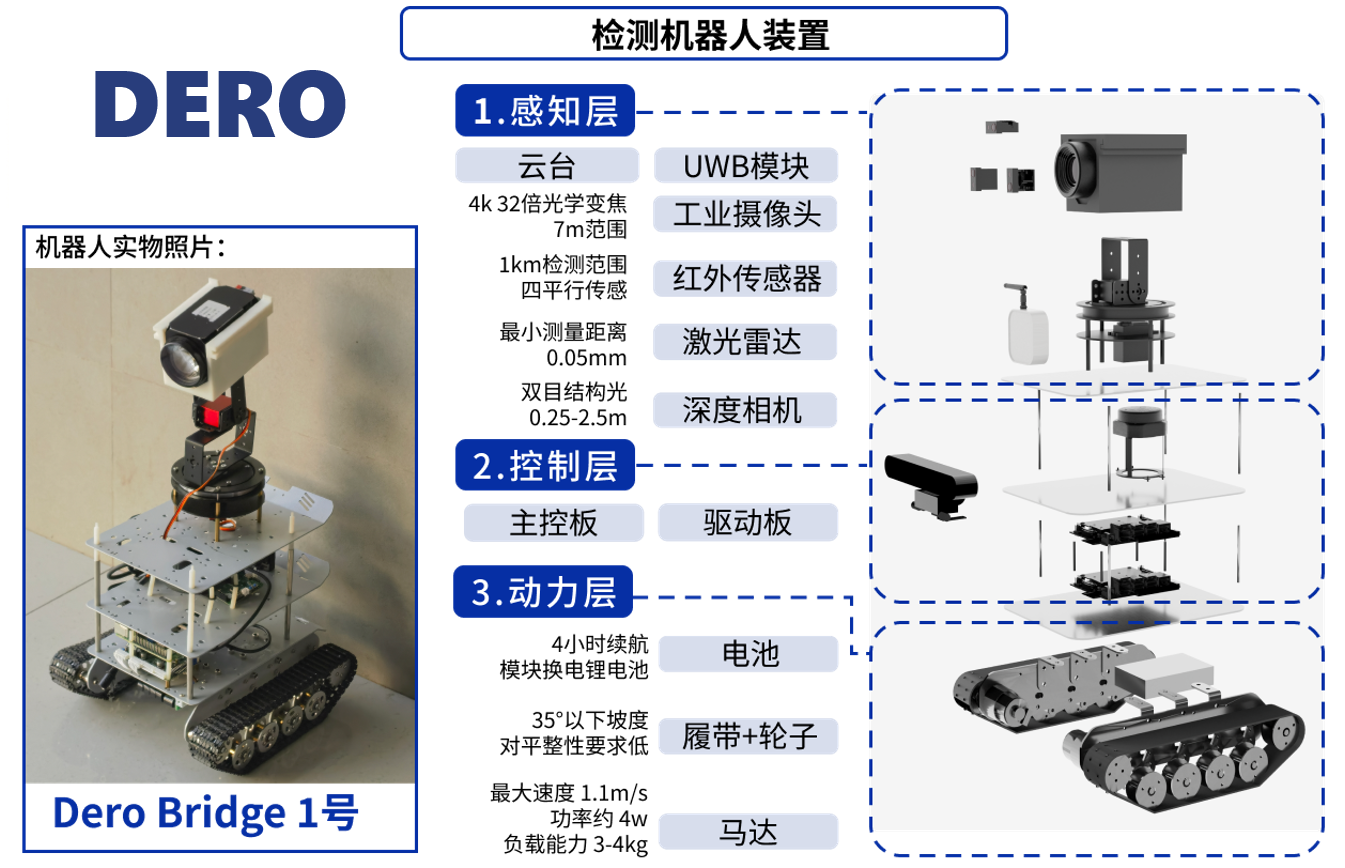 检测机器人装置
DERO
机器人实物照片：
Dero Bridge 1号
1.感知层
云台
UWB模块
4k 32倍光学变焦
7m范围
工业摄像头
1km检测范围
四平行传感
红外传感器
最小测量距离
0.05mm
激光雷达
双目结构光
0.25-2.5m
深度相机
2.控制层
主控板
驱动板
3.动力层
4小时续航
模块换电锂电池
电池
35°以下坡度
对平整性要求低
履带+轮子
最大速度 1.1m/s
功率约 4w
负载能力 3-4kg
马达